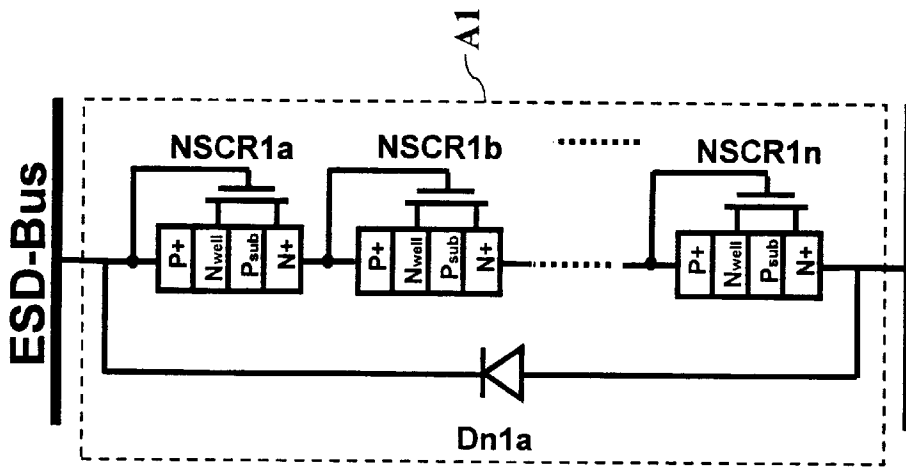 ESD-Bus
A1
NSCR1a
P+
Nwell
Psub
N+
NSCR1b
P+
Nwell
Psub
N+
NSCR1n
P+
Nwell
Psub
N+
Dn1a